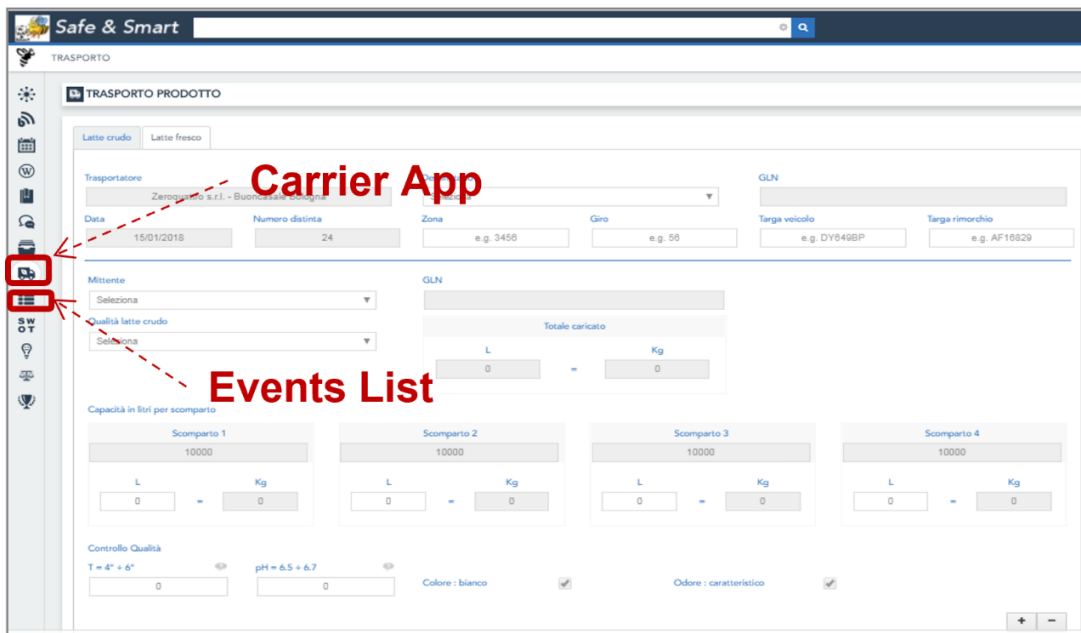 Safe & Smart
TRASPORTO
TRASPORTO PRODOTTO
Latte crudo Latte fresco
Carrier App
Trasportatore GLN
Zeroquattro s.r.l. - Buoncasale Bologna Seleziona
Data Numero distinta Zona Giro Targa veicolo Targa rimorchio
15/01/2018 24 e.g. 3456 e.g. 56 e.g. DY649BP e.g. AF16829
Mittente GLN
Seleziona
Qualità latte crudo Totale caricato
Seleziona
L Kg
0 = 0
SW
OT
W
Events List
Capacità in litri per scomparto
Scomparto 1 Scomparto 2 Scomparto 3 Scomparto 4
10000 10000 10000 10000
L Kg L Kg L Kg L Kg
0 = 0 0 = 0 0 = 0 0 = 0
Controllo Qualità
T = 4° ÷ 6° pH = 6.5 ÷ 6.7
0 0 Colore : bianco Odore : caratteristico
+ -